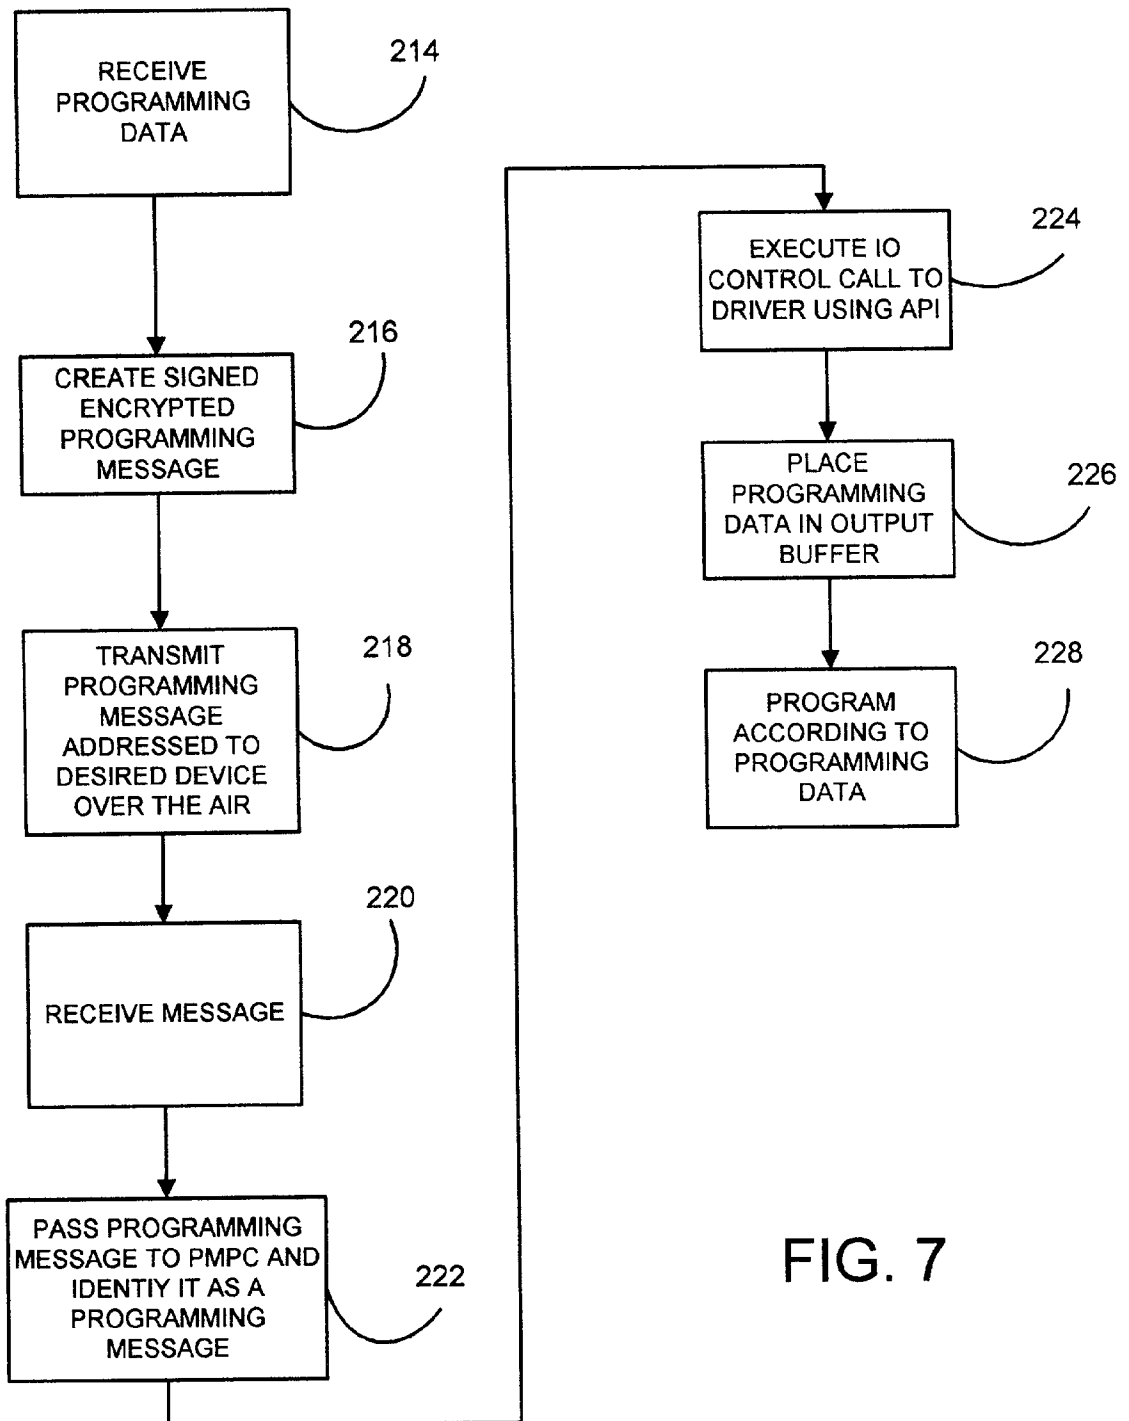 RECEIVE
PROGRAMMING
DATA
214
CREATE SIGNED
ENCRYPTED
PROGRAMMING
MESSAGE
216
TRANSMIT
PROGRAMMING
MESSAGE
ADDRESSED TO
DESIRED DEVICE
OVER THE AIR
218
RECEIVE MESSAGE
220
PASS PROGRAMMING
MESSAGE TO PMPC AND
IDENTIY IT AS A
PROGRAMMING
MESSAGE
222
EXECUTE IO
CONTROL CALL TO
DRIVER USING API
224
PLACE
PROGRAMMING
DATA IN OUTPUT
BUFFER
226
PROGRAM
ACCORDING TO
PROGRAMMING
DATA
228
FIG. 7